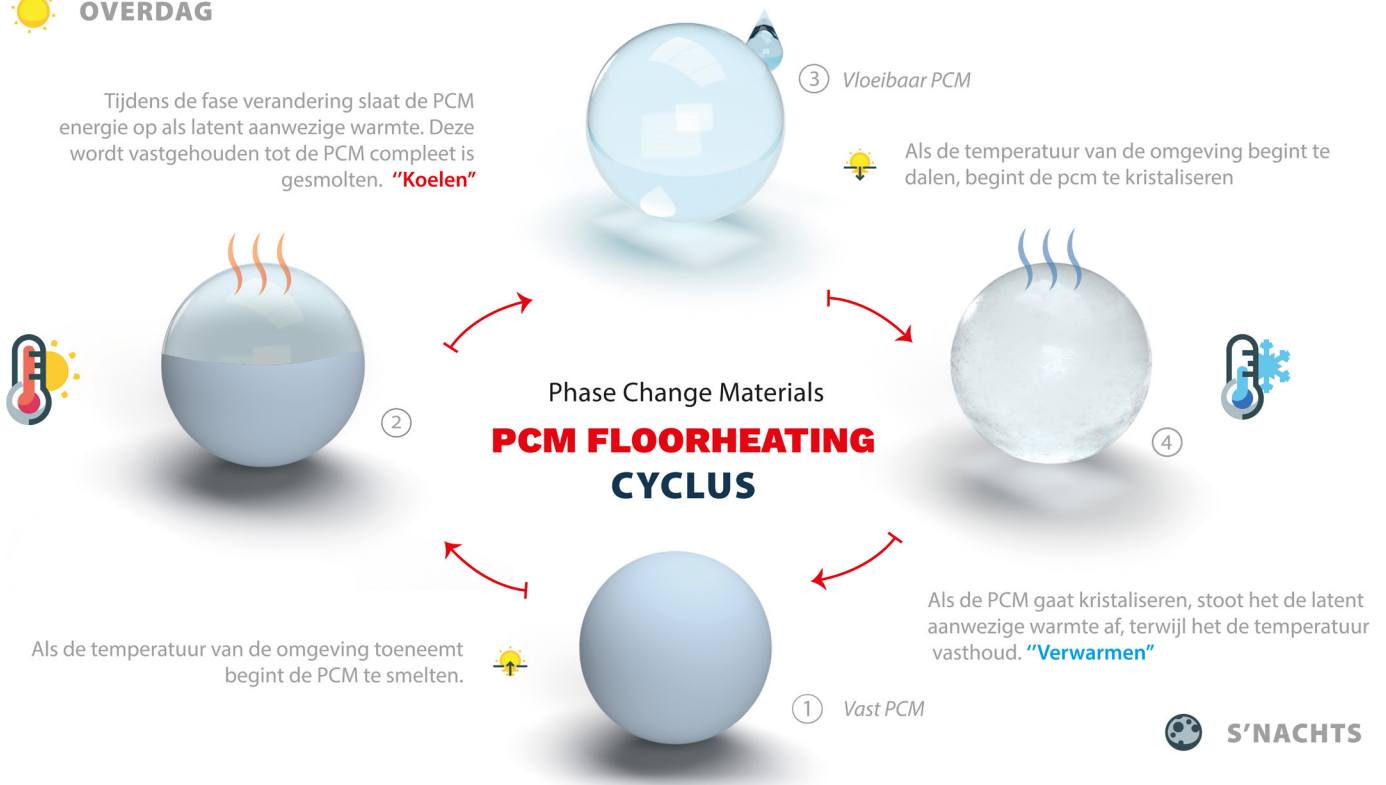 OVERDAG
Tijdens de fase verandering slaat de PCM
energie op als latent aanwezige warmte. Deze
wordt vastgehouden tot de PCM compleet is
gesmolten. ‘‘Koelen’’
3 Vloeibaar PCM
Als de temperatuur van de omgeving begint te
dalen, begint de pcm te kristaliseren
2
Phase Change Materials
PCM FLOORHEATING
CYCLUS
4
Als de temperatuur van de omgeving toeneemt
begint de PCM te smelten.
1 Vast PCM
Als de PCM gaat kristaliseren, stoot het de latent
aanwezige warmte af, terwijl het de temperatuur
vasthoud. ‘‘Verwarmen’’
S’NACHTS